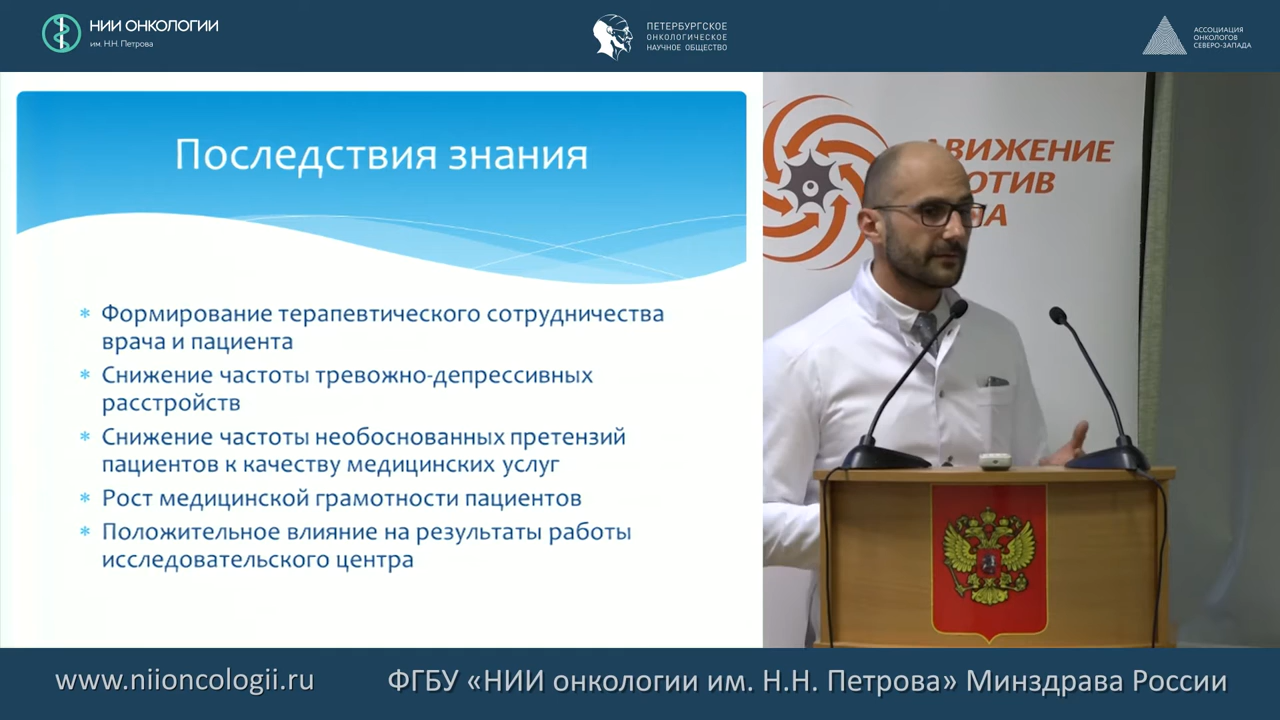 НИИ ОНКОЛОГИИ
им. Н.Н. Петрова
ПЕТЕРБУРГСКОЕ
ОНКОЛОГИЧЕСКОЕ
НАУЧНОЕ ОБЩЕСТВО
АССОЦИАЦИЯ
ОНКОЛОГОВ
СЕВЕРО-ЗАПАДА
Последствия знания
* Формирование терапевтического сотрудничества
врача и пациента
* Снижение частоты тревожно-депрессивных
расстройств
* Снижение частоты необоснованных претензий
пациентов к качеству медицинских услуг
* Рост медицинской грамотности пациентов
* Положительное влияние на результаты работы
исследовательского центра
ДВИЖЕНИЕ
www.niioncologii.ru
ФГБУ «НИИ онкологии им. Н.Н. Петрова» Минздрава России